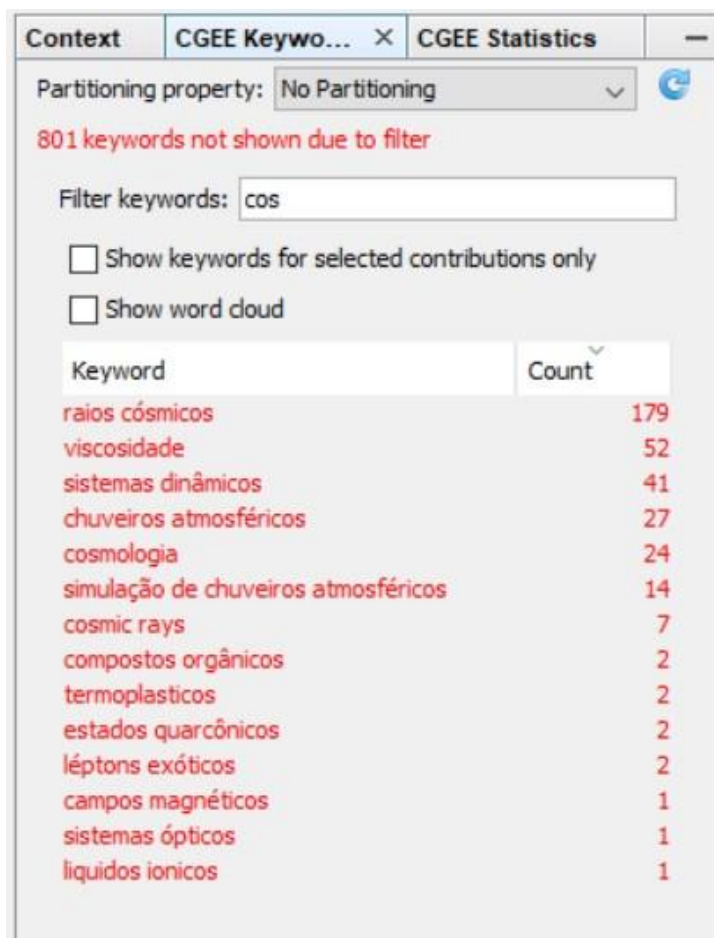 Context CGEE Keywo... × CGEE Statistics
Partitioning property: No Partitioning
801 keywords not shown due to filter
Filter keywords: cos
Show keywords for selected contributions only
Show word cloud
Keyword Count
raios cósmicos 179
viscosidade 52
sistemas dinâmicos 41
chuveiros atmosféricos 27
cosmologia 24
simulação de chuveiros atmosféricos 14
cosmic rays 7
compostos orgânicos 2
termoplasticos 2
estados quarcônicos 2
léptons exóticos 2
campos magnéticos 1
sistemas ópticos 1
liquidos ionicos 1